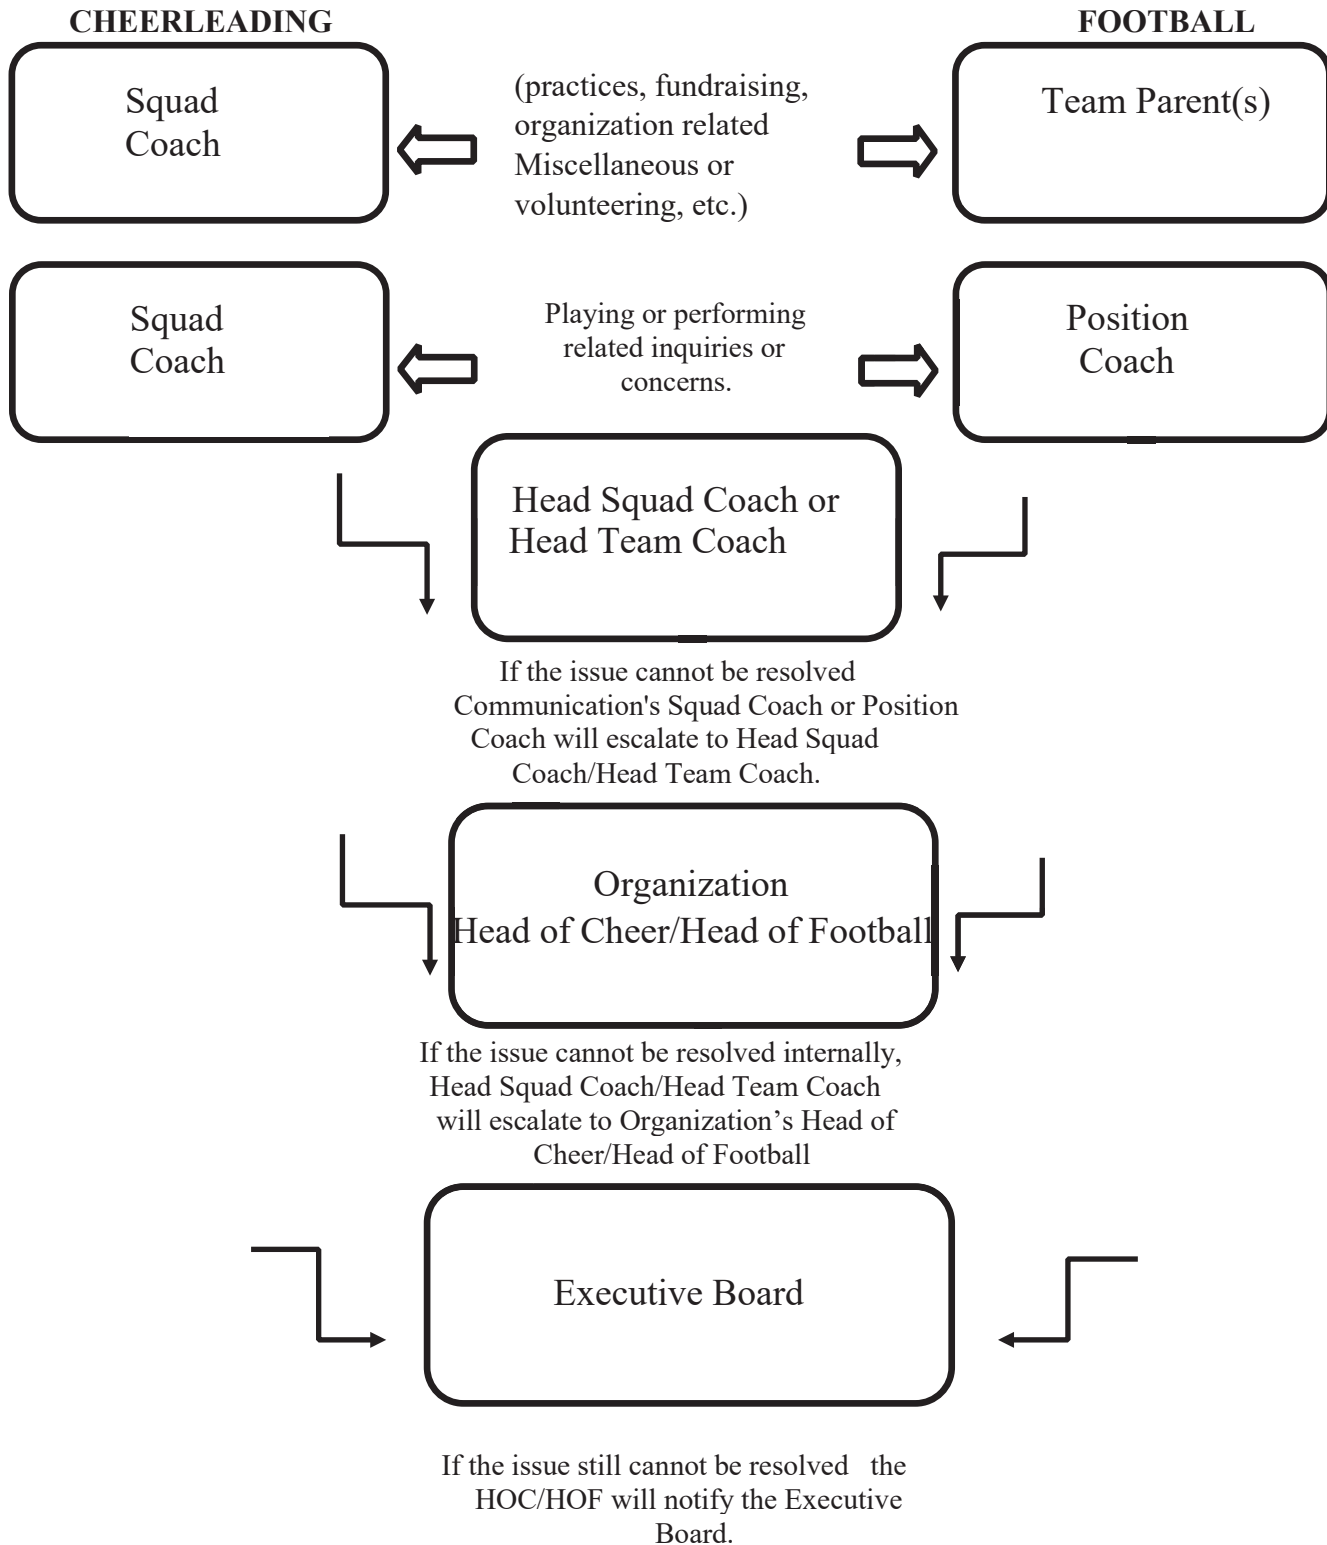 CHEERLEADING
FOOTBALL
Squad
Coach
(practices, fundraising,
organization related
Miscellaneous or
volunteering, etc.)
Team Parent(s)
Squad
Coach
Playing or performing
related inquiries or
concerns.
Position
Coach
Head Squad Coach or
Head Team Coach
If the issue cannot be resolved
Communication's Squad Coach or Position
Coach will escalate to Head Squad
Coach/Head Team Coach.
Organization
Head of Cheer/Head of Football
If the issue cannot be resolved internally,
Head Squad Coach/Head Team Coach
will escalate to Organization’s Head of
Cheer/Head of Football
Executive Board
If the issue still cannot be resolved the
HOC/HOF will notify the Executive
Board.